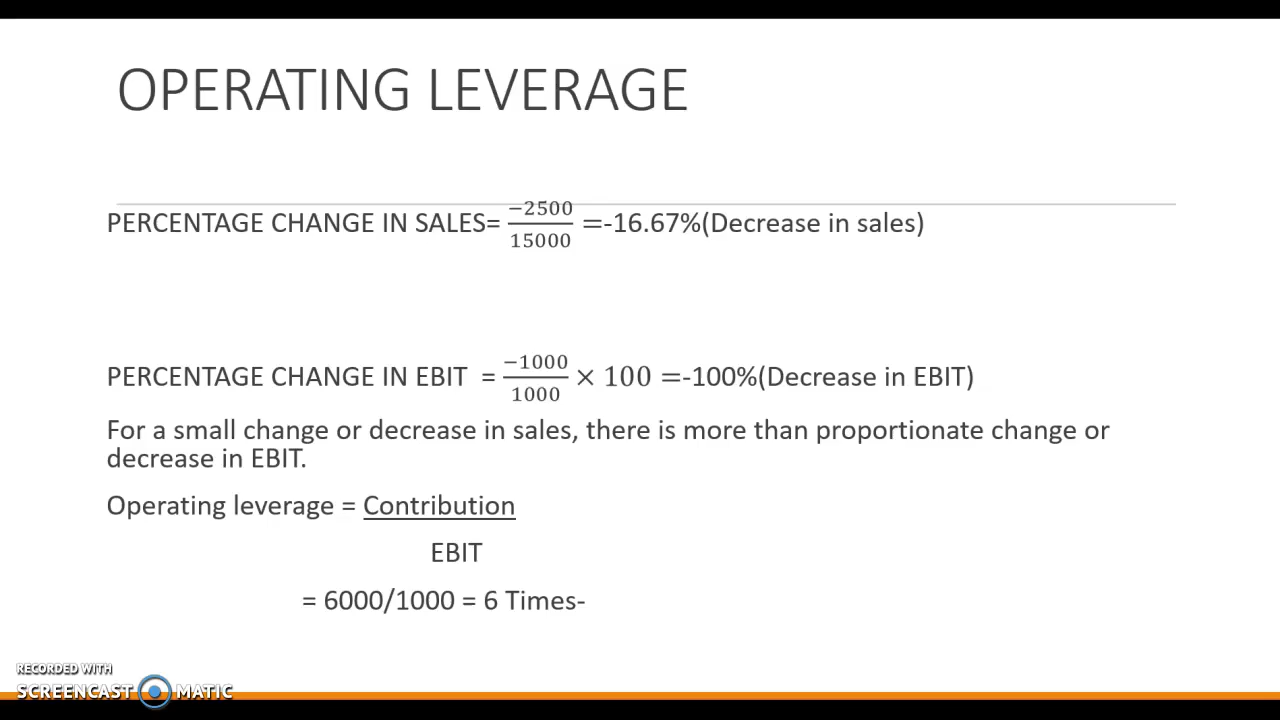 OPERATING LEVERAGE
PERCENTAGE CHANGE IN SALES= −2500/15000 =-16.67%(Decrease in sales)
PERCENTAGE CHANGE IN EBIT = −1000/1000 × 100 =-100%(Decrease in EBIT)
For a small change or decrease in sales, there is more than proportionate change or
decrease in EBIT.
Operating leverage = Contribution
EBIT
= 6000/1000 = 6 Times-
RECORDED WITH
SCREENCAST MATIC